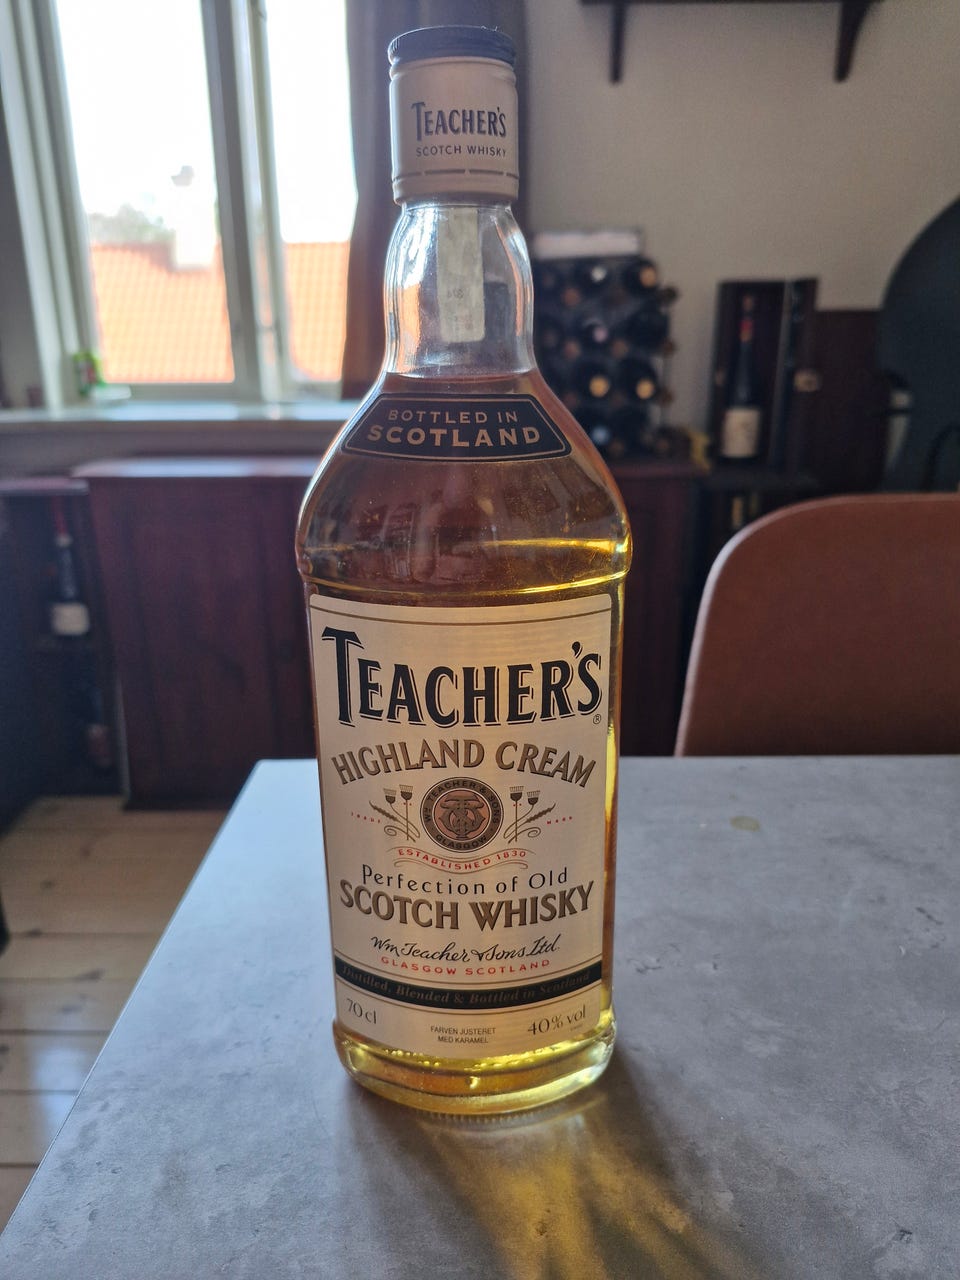 TEACHER'S
SCOTCH WHISKY
BOTTLED IN
SCOTLAND
TEACHER'S®
HIGHLAND CREAM
WM TEACHER & SONS
GLASGOW
TRADE MARK
ESTABLISHED 1830
Perfection of Old
SCOTCH WHISKY
Wm Teacher & Sons Ltd.
GLASGOW SCOTLAND
Distilled, Blended & Bottled in Scotland
70 cl
FARVEN JUSTERET
MED KARAMEL
40% vol